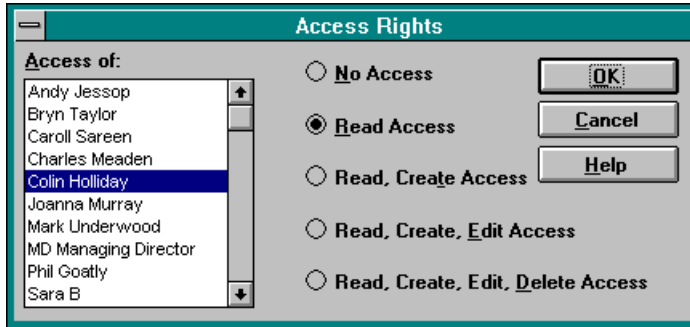 Access Rights
Access of:
Andy Jessop
Bryn Taylor
Caroll Sareen
Charles Meaden
Colin Holliday
Joanna Murray
Mark Underwood
MD Managing Director
Phil Goatly
Sara B
No Access
Read Access
Read, Create Access
Read, Create, Edit Access
Read, Create, Edit, Delete Access
OK
Cancel
Help